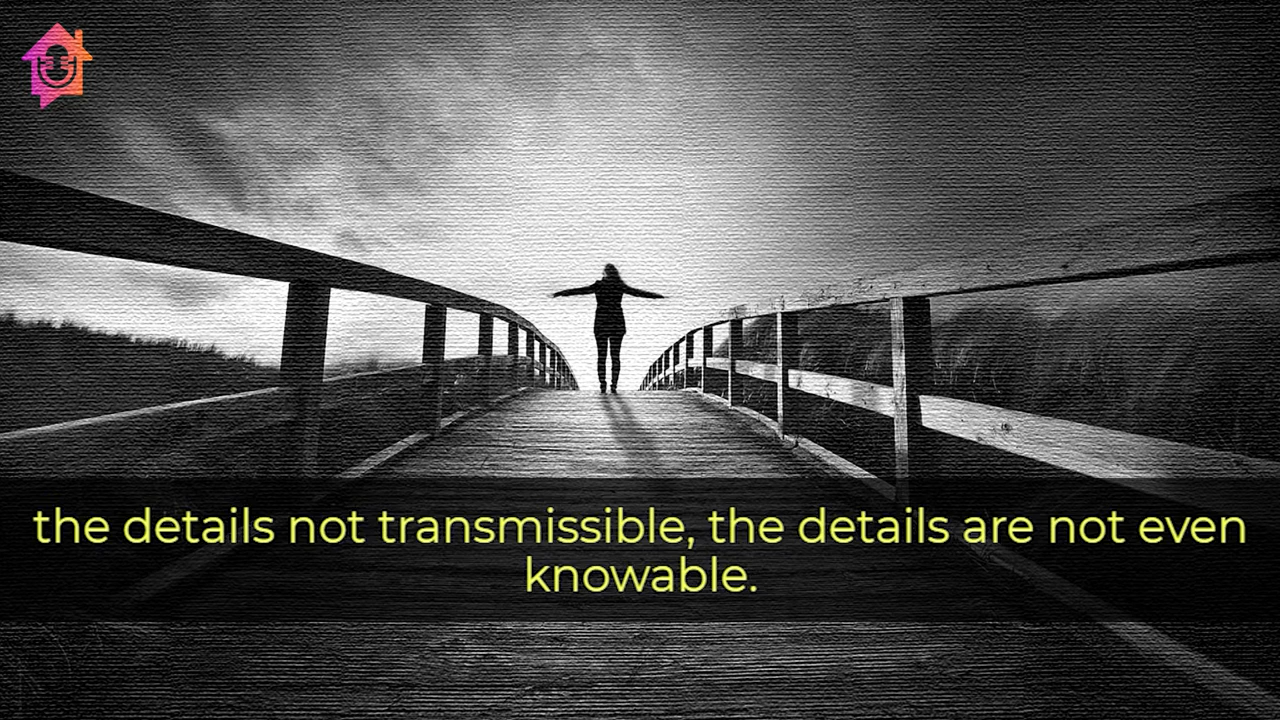 the details not transmissible, the details are not even
knowable.